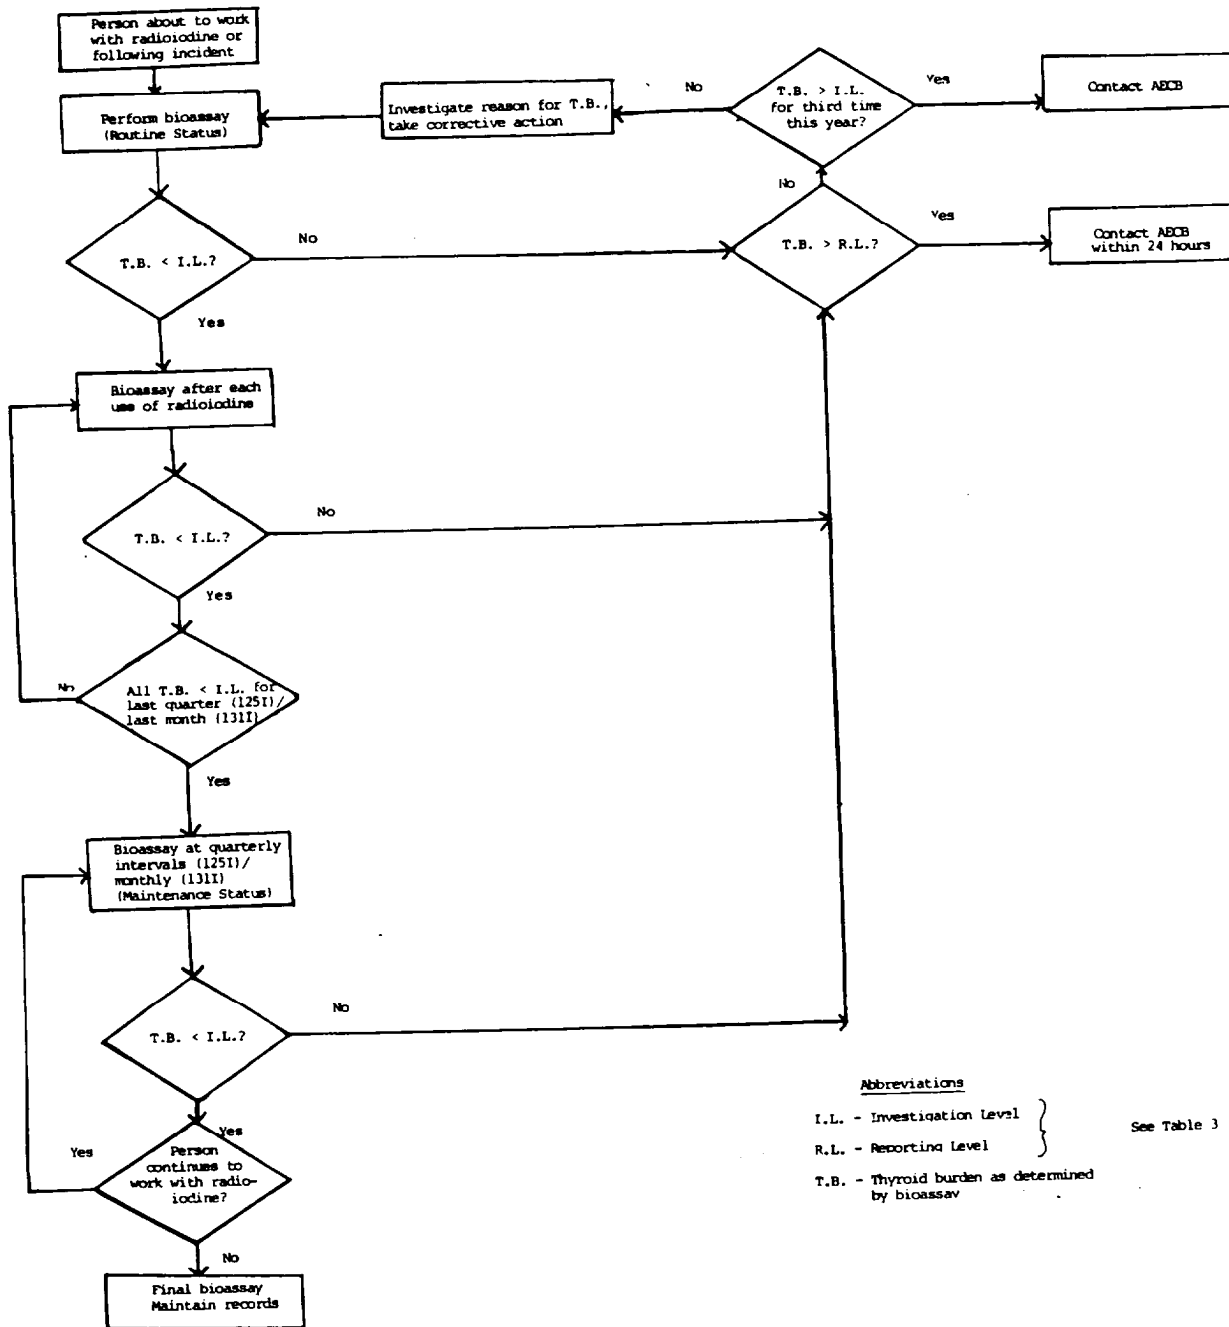 Person about to work
with radioiodine or
following incident
Perform bioassay
(Routine Status)
Investigate reason for T.B.,
take corrective action
No
T.B. > I.L.
for third time
this year?
Yes
Contact AECB
No
T.B. < I.L.?
No
T.B. > R.L.?
Yes
Contact AECB
within 24 hours
Yes
Bioassay after each
use of radioiodine
T.B. < I.L.?
No
Yes
No
All T.B. < I.L. for
last quarter (125I)/
last month (131I)
Yes
Bioassay at quarterly
intervals (125I)/
monthly (131I)
(Maintenance Status)
T.B. < I.L.?
No
Yes
Yes
Person
continues to
work with radio-
iodine?
No
Final bioassay
Maintain records
Abbreviations
I.L. - Investigation Level
R.L. - Reporting Level
See Table 3
T.B. - Thyroid burden as determined
by bioassay